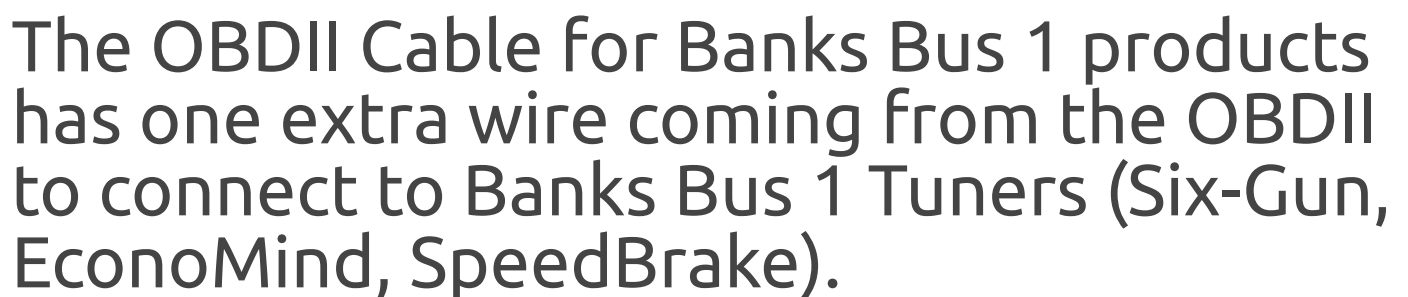 The OBDII Cable for Banks Bus 1 products
has one extra wire coming from the OBDII
to connect to Banks Bus 1 Tuners (Six-Gun,
EconoMind, SpeedBrake).